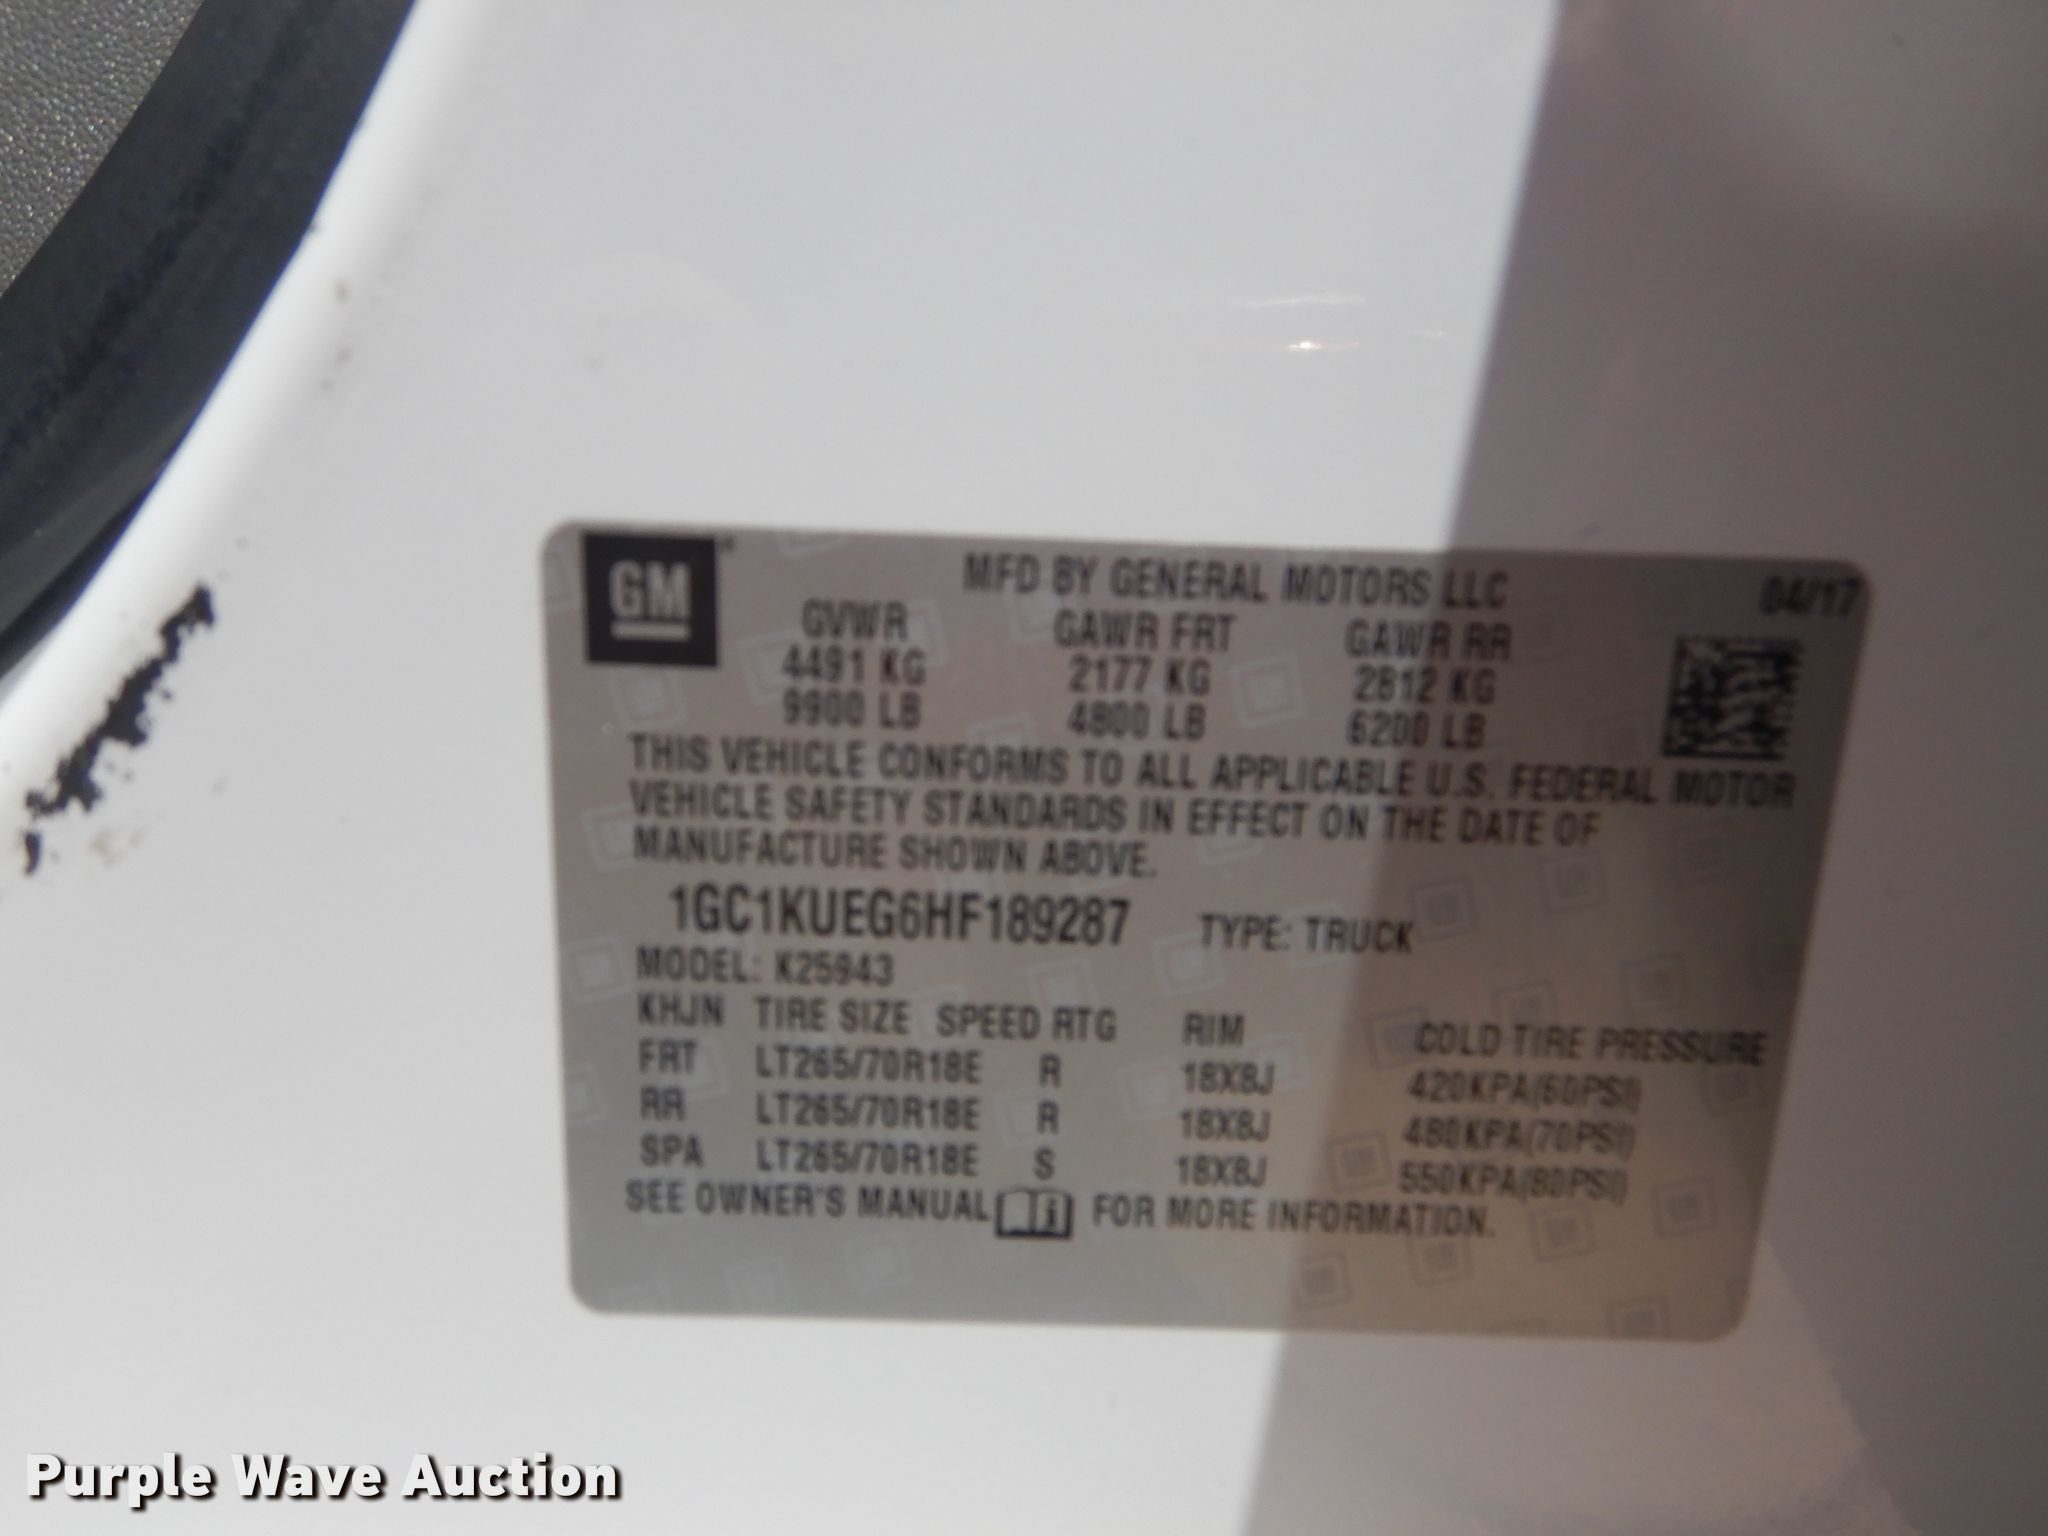 GM
MFD BY GENERAL MOTORS LLC 04/17
GVWR GAWR FRT GAWR RR
4491 KG 2177 KG 2812 KG
9900 LB 4800 LB 6200 LB
THIS VEHICLE CONFORMS TO ALL APPLICABLE U.S. FEDERAL MOTOR
VEHICLE SAFETY STANDARDS IN EFFECT ON THE DATE OF
MANUFACTURE SHOWN ABOVE.
1GC1KUEG6HF189287 TYPE: TRUCK
MODEL: K25943
KHJN TIRE SIZE SPEED RTG RIM COLD TIRE PRESSURE
FRT LT265/70R18E R 18X8J 420KPA(60PSI)
RR LT265/70R18E R 18X8J 480KPA(70PSI)
SPA LT265/70R18E S 18X8J 550KPA(80PSI)
SEE OWNER'S MANUAL FOR MORE INFORMATION.
Purple Wave Auction